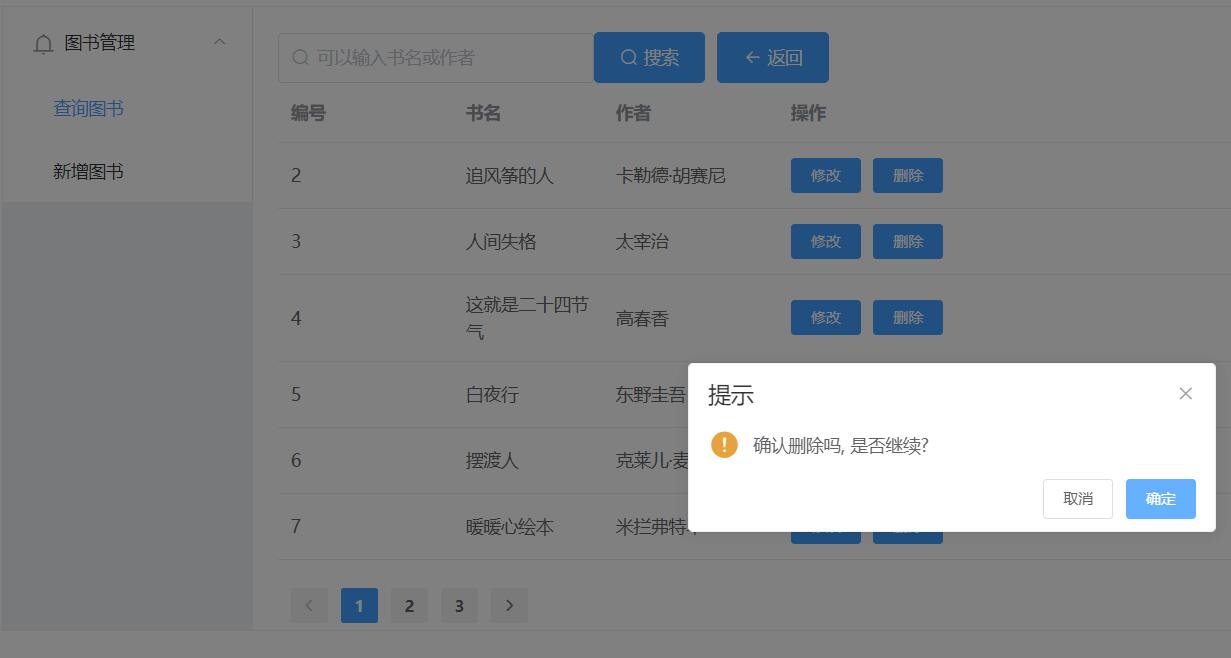 图书管理
查询图书
新增图书
可以输入书名或作者
搜索
返回
编号 书名 作者 操作
2 追风筝的人 卡勒德·胡赛尼 修改 删除
3 人间失格 太宰治 修改 删除
4 这就是二十四节 高春香 修改 删除
气
5 白夜行 东野圭吾
6 摆渡人 克莱儿·麦
7 暖暖心绘本 米拦弗特
提示
确认删除吗, 是否继续?
取消 确定
1 2 3